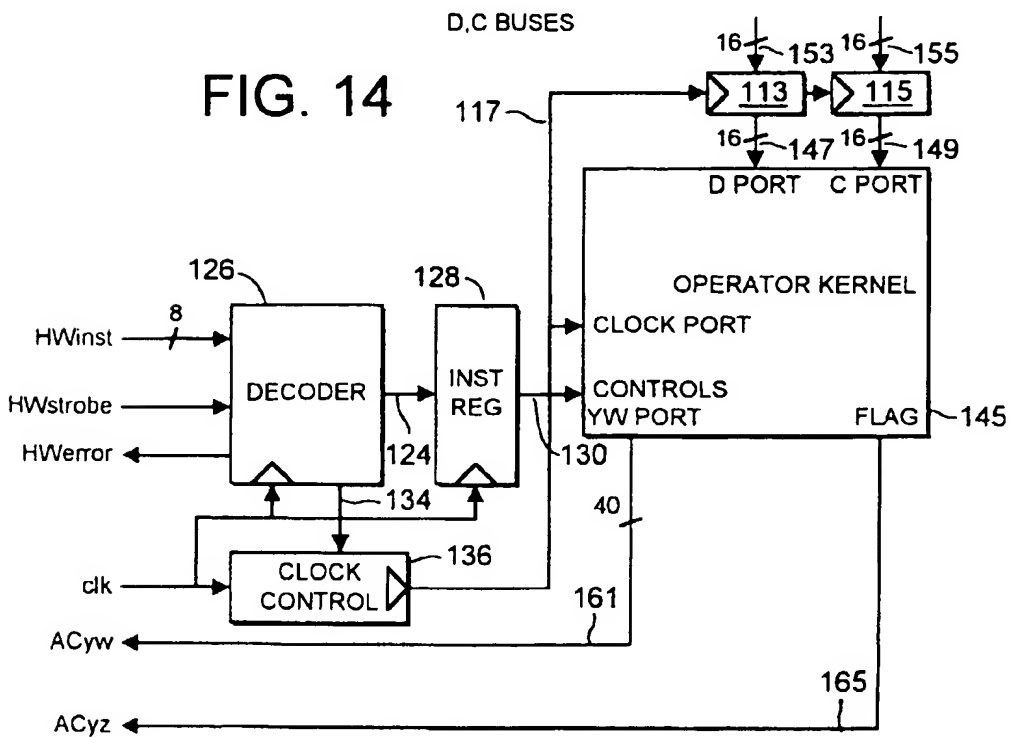 D,C BUSES
FIG. 14
16 153 16 155
117
113 115
16 147 16 149
D PORT C PORT
126
128
OPERATOR KERNEL
HWinst 8
CLOCK PORT
DECODER
INST
REG
HWstrobe
CONTROLS
YW PORT FLAG
145
124
130
HWerror
134
40
136
clk
CLOCK
CONTROL
161
ACyw
165
ACyz